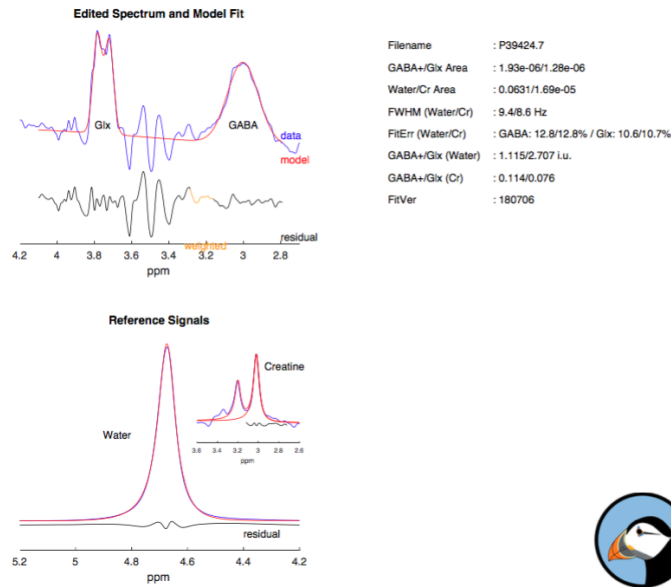 Edited Spectrum and Model Fit
Glx
GABA
data
model
residual
weighted
4.2 4 3.8 3.6 3.4 3.2 3 2.8
ppm
Filename : P39424.7
GABA+/Glx Area : 1.93e-06/1.28e-06
Water/Cr Area : 0.0631/1.69e-05
FWHM (Water/Cr) : 9.4/8.6 Hz
FitErr (Water/Cr) : GABA: 12.8/12.8% / Glx: 10.6/10.7%
GABA+/Glx (Water) : 1.115/2.707 i.u.
GABA+/Glx (Cr) : 0.114/0.076
FitVer : 180706
Reference Signals
Water
Creatine
3.6 3.4 3.2 3 2.8 2.6
ppm
residual
5.2 5 4.8 4.6 4.4 4.2
ppm